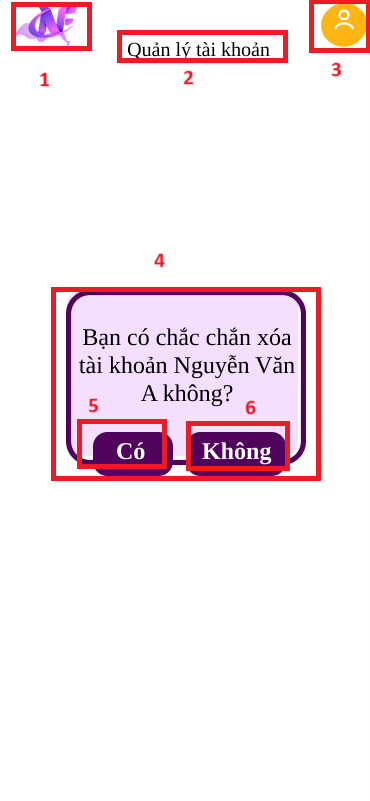 Quản lý tài khoản
1
2
3
4
Bạn có chắc chắn xóa
tài khoản Nguyễn Văn
A không?
5
6
Có
Không